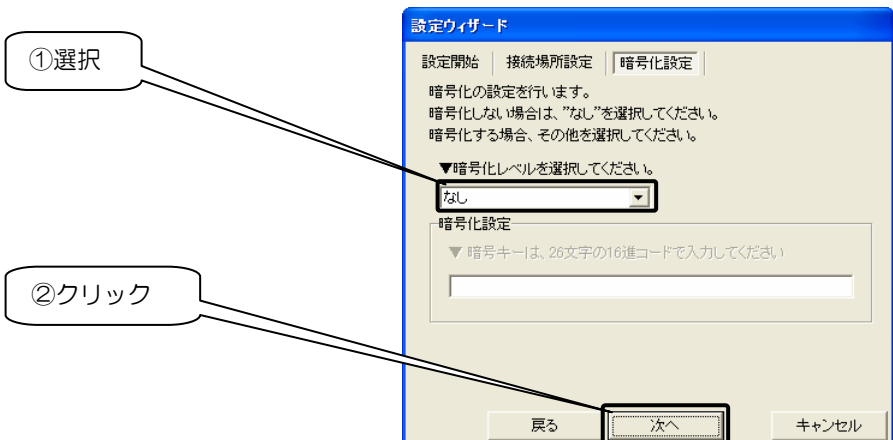 設定ウィザード
①選択
設定開始 接続場所設定 暗号化設定
暗号化の設定を行います。
暗号化しない場合は、”なし”を選択してください。
暗号化する場合、その他を選択してください。
▼暗号化レベルを選択してください。
なし
暗号化設定
▼ 暗号キーは、26文字の16進コードで入力してください
②クリック
戻る 次へ キャンセル